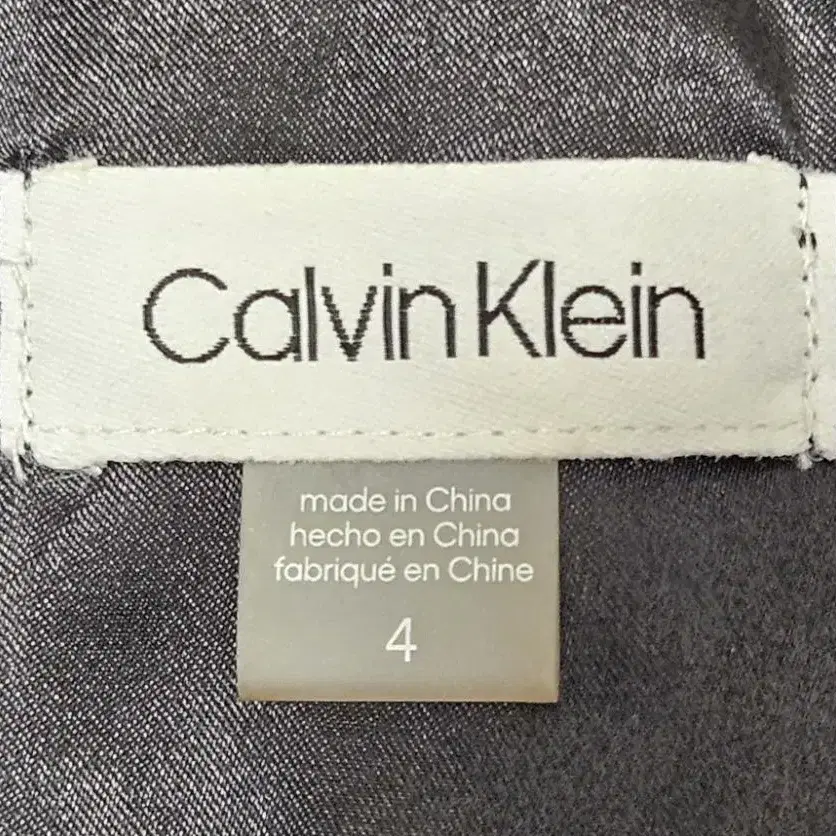 Calvin Klein
made in China
hecho en China
fabriqué en Chine
4